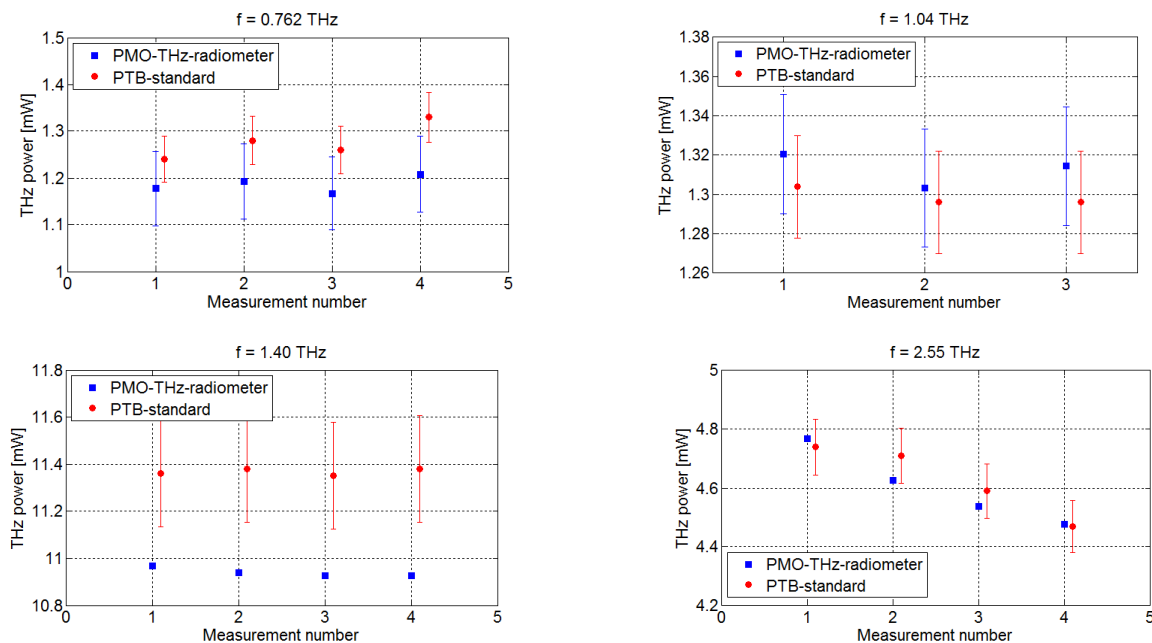 f = 0.762 THz
1.5
1.4
1.3
1.2
1.1
1
THz power [mW]
PMO-THz-radiometer
PTB-standard
0 1 2 3 4 5
Measurement number
f = 1.04 THz
1.38
1.36
1.34
1.32
1.3
1.28
1.26
THz power [mW]
PMO-THz-radiometer
PTB-standard
1 2 3
Measurement number
f = 1.40 THz
11.8
11.6
11.4
11.2
11
10.8
THz power [mW]
PMO-THz-radiometer
PTB-standard
0 1 2 3 4 5
Measurement number
f = 2.55 THz
5
4.8
4.6
4.4
4.2
THz power [mW]
PMO-THz-radiometer
PTB-standard
0 1 2 3 4 5
Measurement number